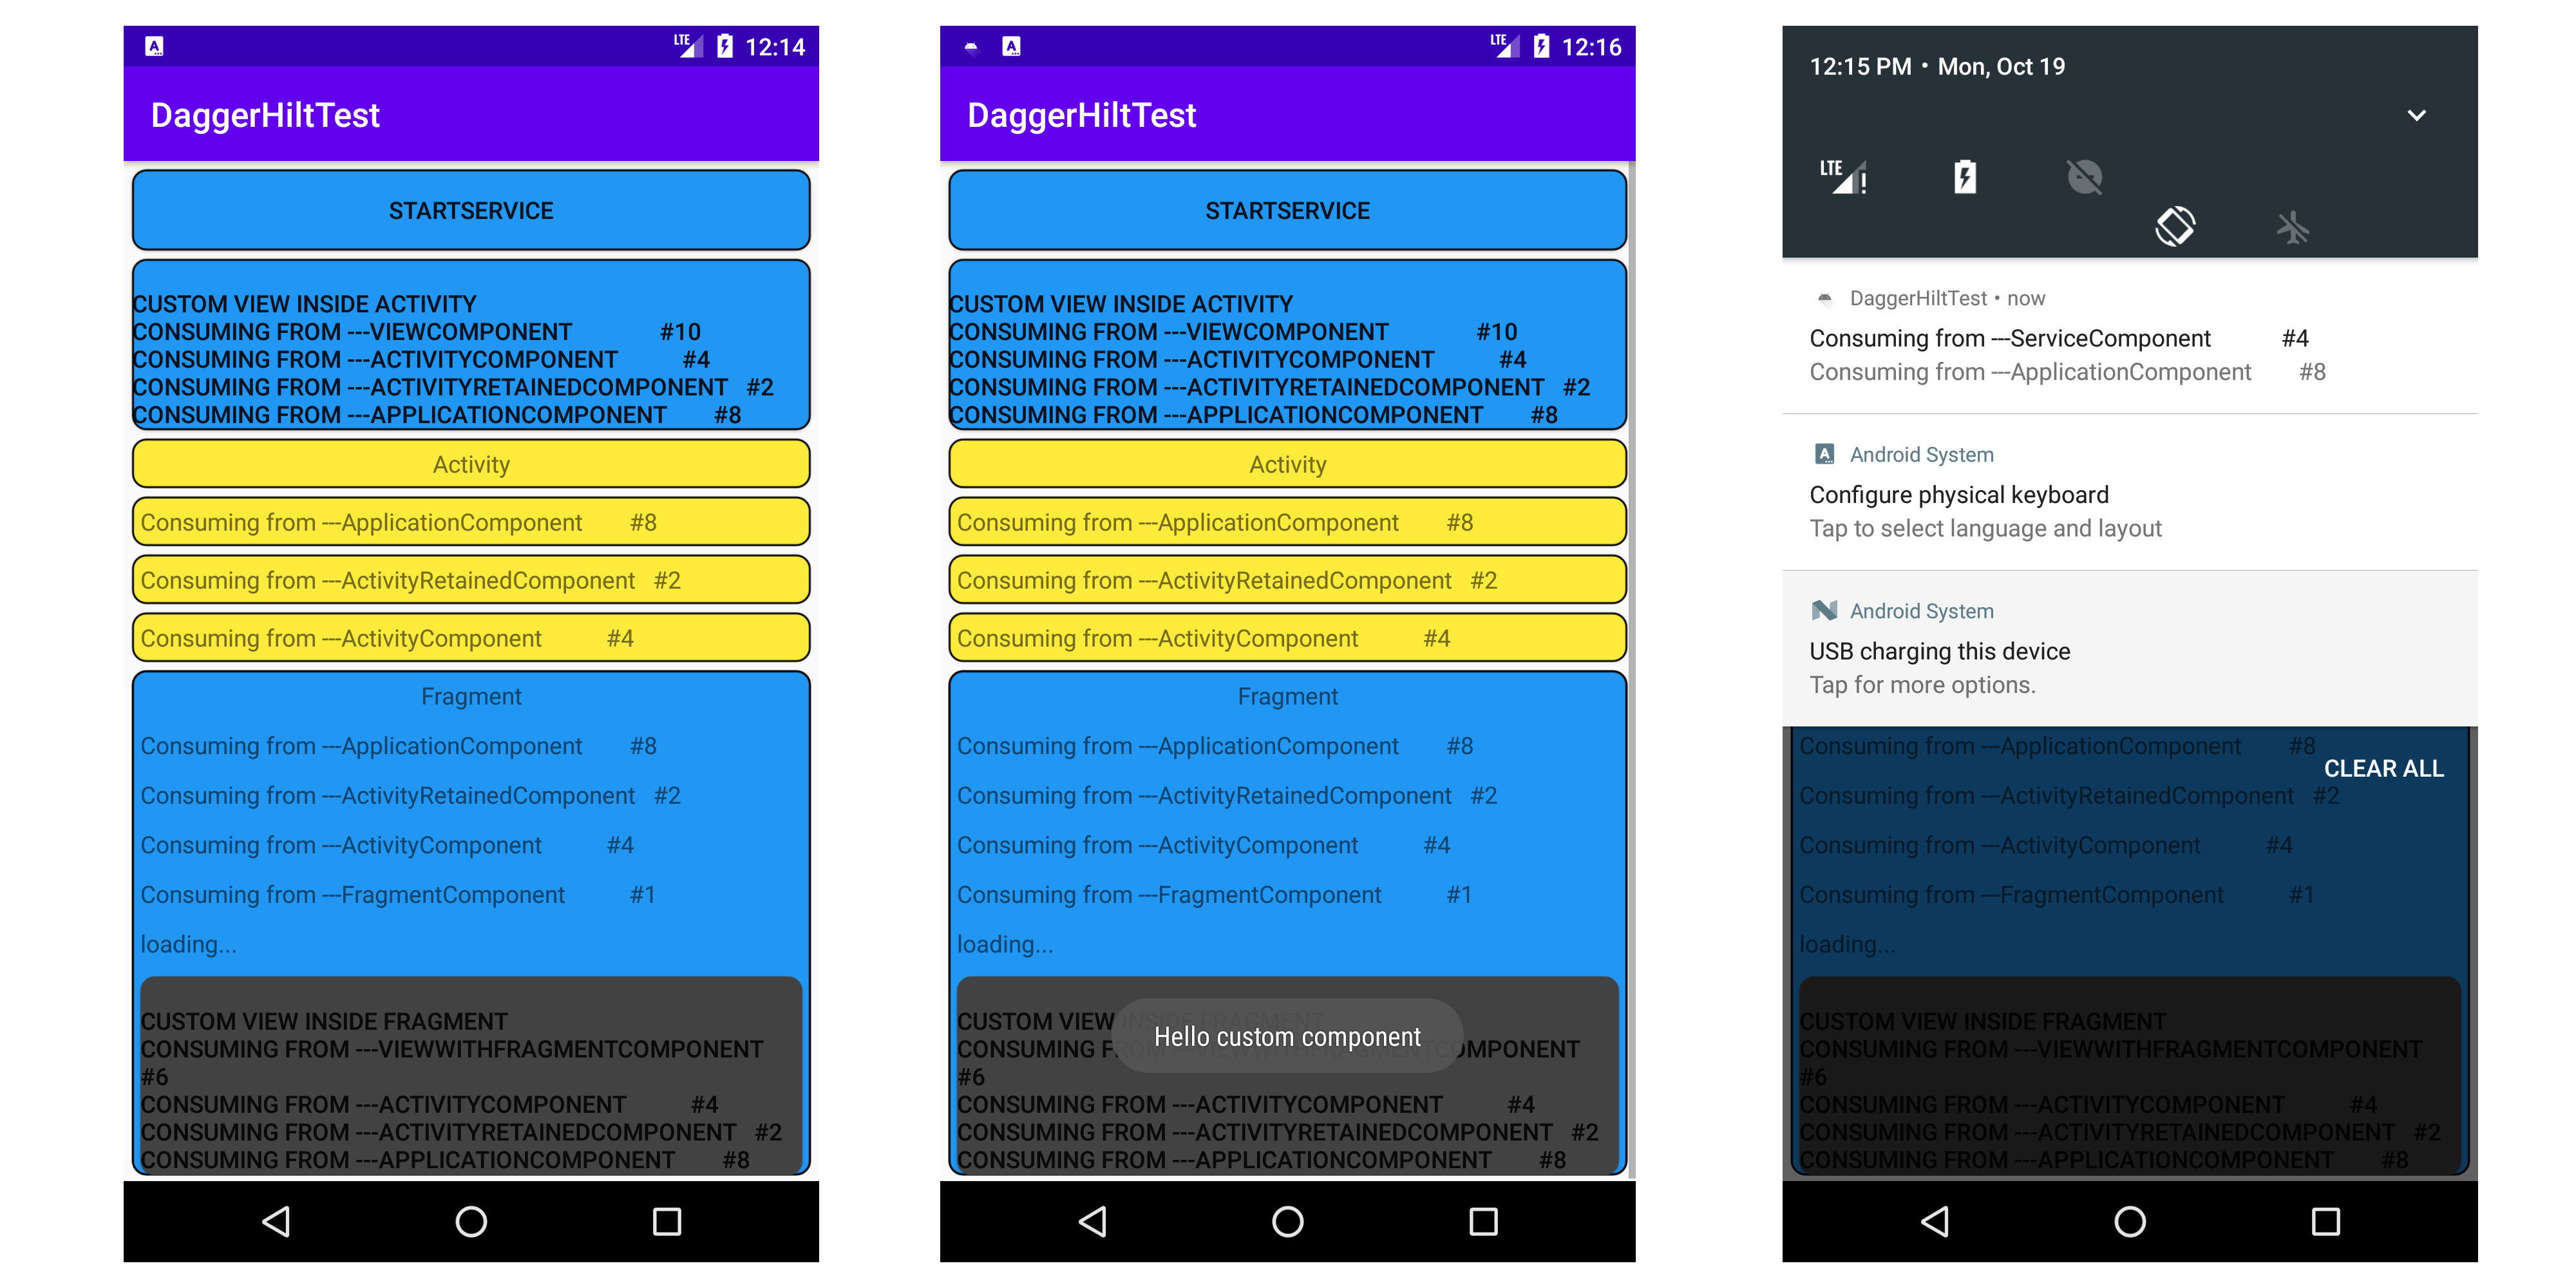 LTE 12:14
DaggerHiltTest
STARTSERVICE
CUSTOM VIEW INSIDE ACTIVITY
CONSUMING FROM ---VIEWCOMPONENT #10
CONSUMING FROM ---ACTIVITYCOMPONENT #4
CONSUMING FROM ---ACTIVITYRETAINEDCOMPONENT #2
CONSUMING FROM ---APPLICATIONCOMPONENT #8
Activity
Consuming from ---ApplicationComponent #8
Consuming from ---ActivityRetainedComponent #2
Consuming from ---ActivityComponent #4
Fragment
Consuming from ---ApplicationComponent #8
Consuming from ---ActivityRetainedComponent #2
Consuming from ---ActivityComponent #4
Consuming from ---FragmentComponent #1
loading...
CUSTOM VIEW INSIDE FRAGMENT
CONSUMING FROM ---VIEWWITHFRAGMENTCOMPONENT
#6
CONSUMING FROM ---ACTIVITYCOMPONENT #4
CONSUMING FROM ---ACTIVITYRETAINEDCOMPONENT #2
CONSUMING FROM ---APPLICATIONCOMPONENT #8
LTE 12:16
DaggerHiltTest
STARTSERVICE
CUSTOM VIEW INSIDE ACTIVITY
CONSUMING FROM ---VIEWCOMPONENT #10
CONSUMING FROM ---ACTIVITYCOMPONENT #4
CONSUMING FROM ---ACTIVITYRETAINEDCOMPONENT #2
CONSUMING FROM ---APPLICATIONCOMPONENT #8
Activity
Consuming from ---ApplicationComponent #8
Consuming from ---ActivityRetainedComponent #2
Consuming from ---ActivityComponent #4
Fragment
Consuming from ---ApplicationComponent #8
Consuming from ---ActivityRetainedComponent #2
Consuming from ---ActivityComponent #4
Consuming from ---FragmentComponent #1
loading...
CUSTOM VIEW INSIDE FRAGMENT
Hello custom component
CONSUMING FROM ---VIEWWITHFRAGMENTCOMPONENT
#6
CONSUMING FROM ---ACTIVITYCOMPONENT #4
CONSUMING FROM ---ACTIVITYRETAINEDCOMPONENT #2
CONSUMING FROM ---APPLICATIONCOMPONENT #8
12:15 PM • Mon, Oct 19
LTE
DaggerHiltTest • now
Consuming from ---ServiceComponent #4
Consuming from ---ApplicationComponent #8
Android System
Configure physical keyboard
Tap to select language and layout
Android System
USB charging this device
Tap for more options.
Consuming from ---ApplicationComponent #8
CLEAR ALL
Consuming from ---ActivityRetainedComponent #2
Consuming from ---ActivityComponent #4
Consuming from ---FragmentComponent #1
loading...
CUSTOM VIEW INSIDE FRAGMENT
CONSUMING FROM ---VIEWWITHFRAGMENTCOMPONENT
#6
CONSUMING FROM ---ACTIVITYCOMPONENT #4
CONSUMING FROM ---ACTIVITYRETAINEDCOMPONENT #2
CONSUMING FROM ---APPLICATIONCOMPONENT #8